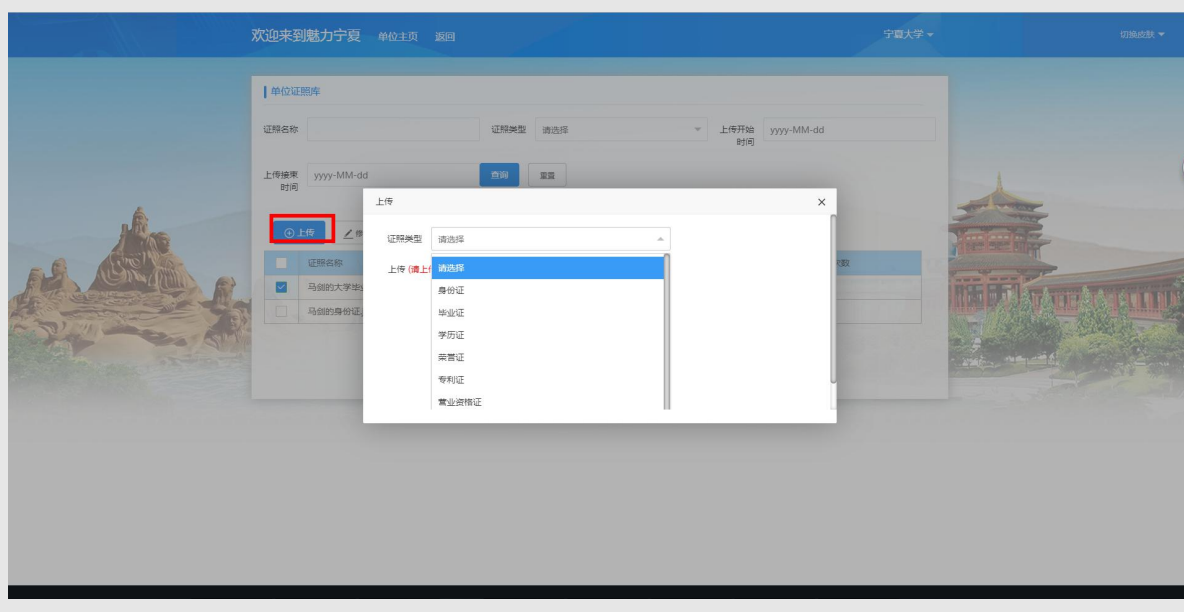 欢迎来到魅力宁夏 单位主页 返回 宁夏大学 切换皮肤
单位证照库
证照名称 证照类型 请选择 上传开始时间 yyyy-MM-dd
上传接束时间 yyyy-MM-dd 查询 重置
上传
上传
证照类型 请选择
上传 (请上
证照名称
请选择
马剑的大学毕
身份证
马剑的身份证
毕业证
学历证
荣誉证
专利证
营业资格证